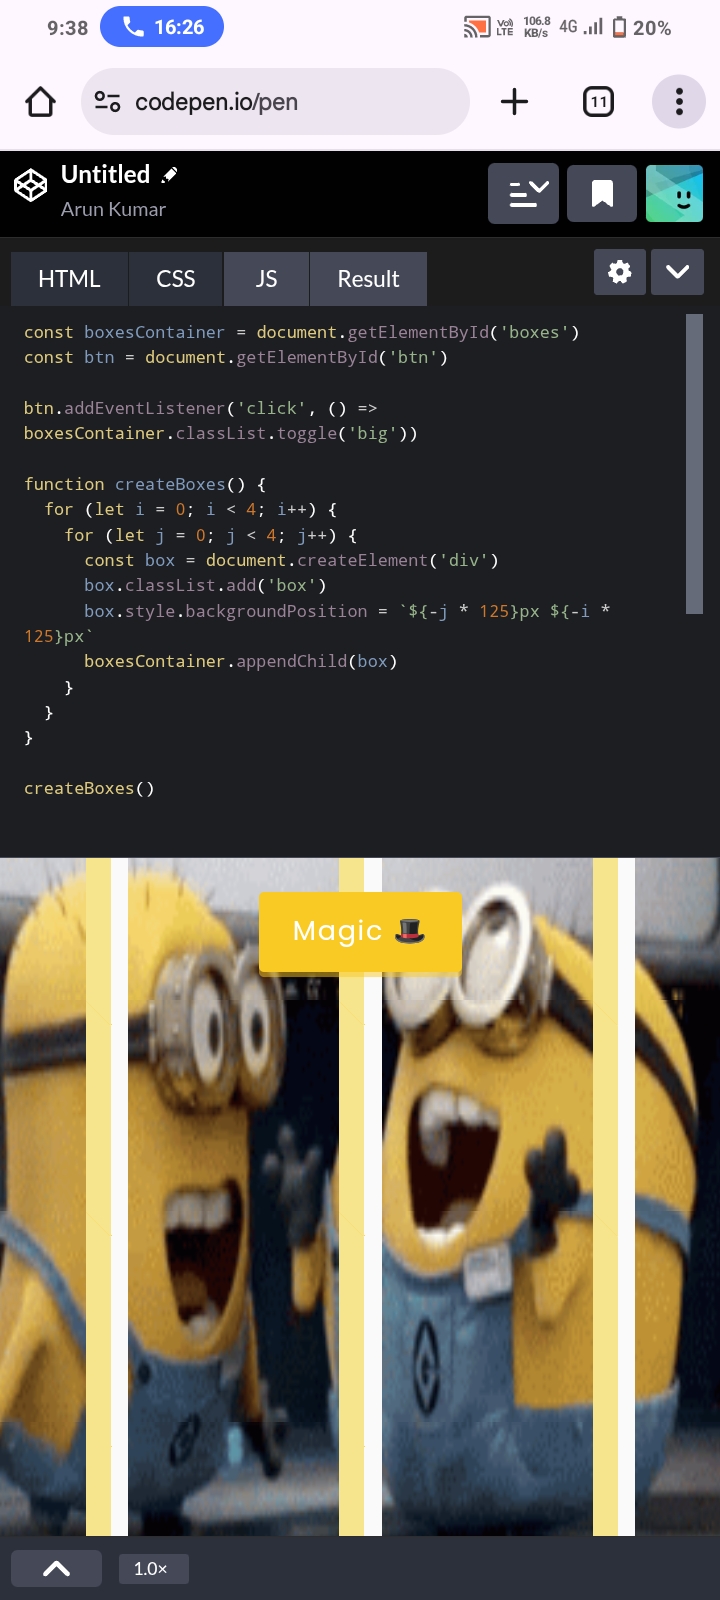 9:38 16:26 Vo) LTE 106.8 KB/s 4G 20%
codepen.io/pen 11
Untitled
Arun Kumar
HTML CSS JS Result
const boxesContainer = document.getElementById('boxes')
const btn = document.getElementById('btn')
btn.addEventListener('click', () =>
boxesContainer.classList.toggle('big'))
function createBoxes() {
for (let i = 0; i < 4; i++) {
for (let j = 0; j < 4; j++) {
const box = document.createElement('div')
box.classList.add('box')
box.style.backgroundPosition = `${-j * 125}px ${-i *
125}px`
boxesContainer.appendChild(box)
}
}
}
createBoxes()
Magic 🎩
1.0×